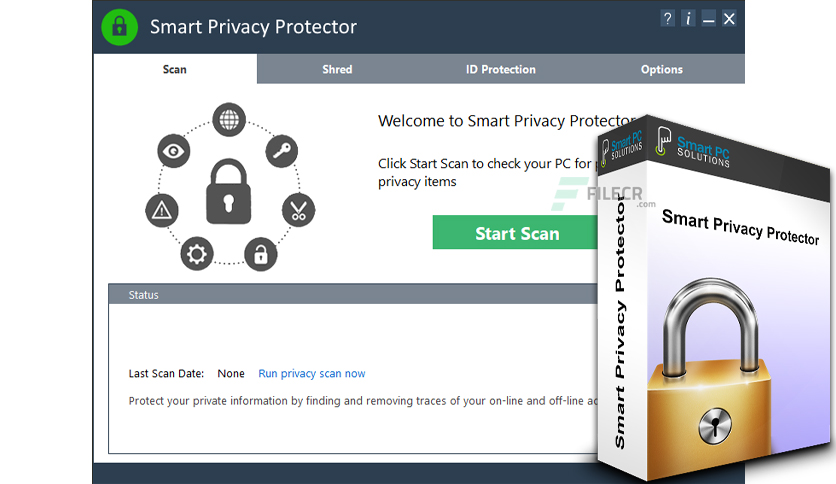 Smart Privacy Protector
? i
Scan Shred ID Protection Options
Welcome to Smart Privacy Protector
Click Start Scan to check your PC for
privacy items
Start Scan
Status
Last Scan Date: None Run privacy scan now
Protect your private information by finding and removing traces of your on-line and off-line
FILECR
.com
Smart PC
SOLUTIONS
Smart Privacy Protector
Smart PC
SOLUTIONS
Smart Privacy Protector